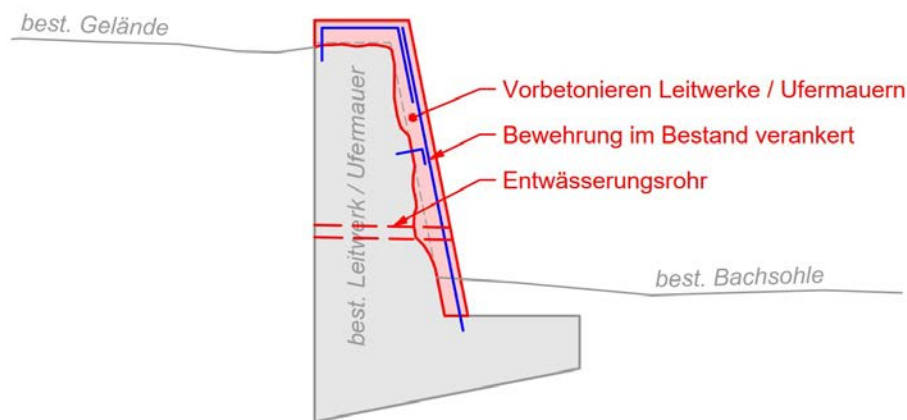 best. Gelände
Vorbetonieren Leitwerke / Ufermauern
Bewehrung im Bestand verankert
Entwässerungsrohr
best. Leitwerk / Ufermauer
best. Bachsohle